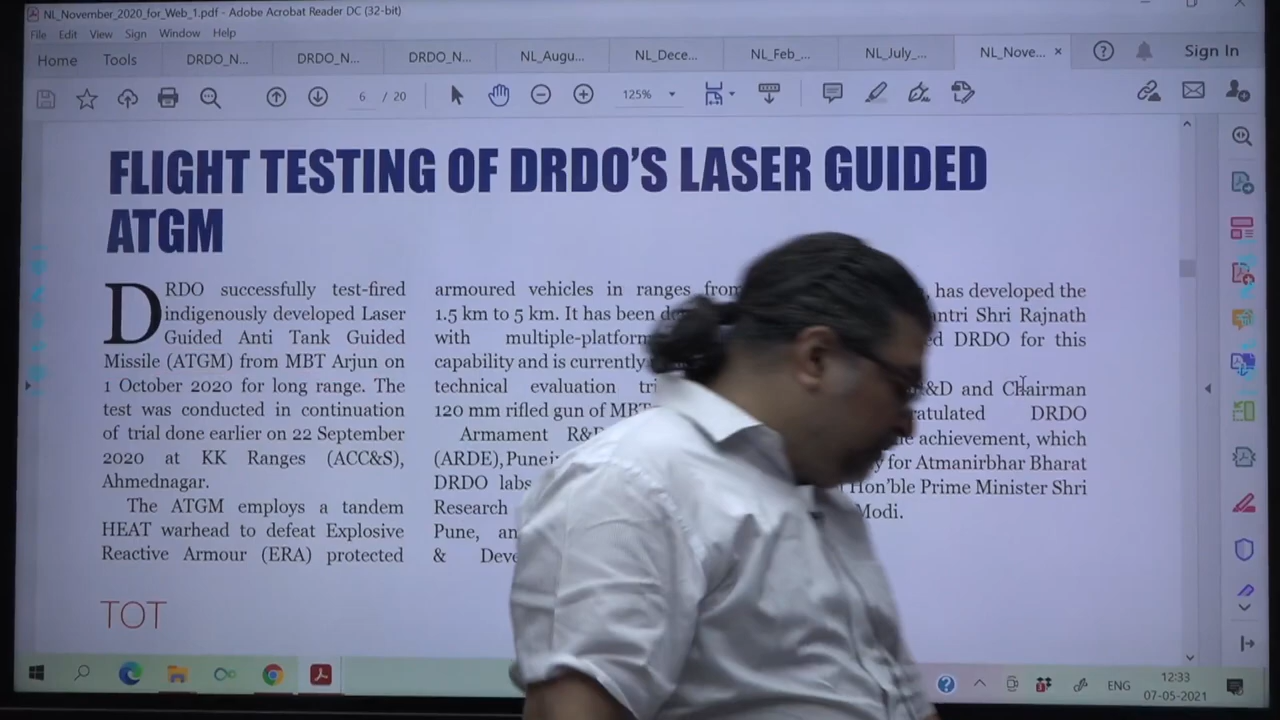 NL_November_2020_for_Web_1.pdf - Adobe Acrobat Reader DC (32-bit)
File Edit View Sign Window Help
Home Tools DRDO_N... DRDO_N... DRDO_N... NL_Augu... NL_Dece... NL_Feb_... NL_July_... NL_Nove... × Sign In
6 / 20 125%
FLIGHT TESTING OF DRDO'S LASER GUIDED
ATGM
DRDO successfully test-fired
indigenously developed Laser
Guided Anti Tank Guided
Missile (ATGM) from MBT Arjun on
1 October 2020 for long range. The
test was conducted in continuation
of trial done earlier on 22 September
2020 at KK Ranges (ACC&S),
Ahmednagar.
The ATGM employs a tandem
HEAT warhead to defeat Explosive
Reactive Armour (ERA) protected
armoured vehicles in ranges from
1.5 km to 5 km. It has been
with multiple-platform
capability and is currently
technical evaluation
120 mm rifled gun of MBT
Armament R&D
(ARDE), Pune
DRDO labs
Research
Pune,
&
, has developed the
Shri Rajnath
DRDO for this
R&D and Chairman
DRDO
achievement, which
for Atmanirbhar Bharat
Hon'ble Prime Minister Shri
Modi.
TOT
ENG 12:33
07-05-2021